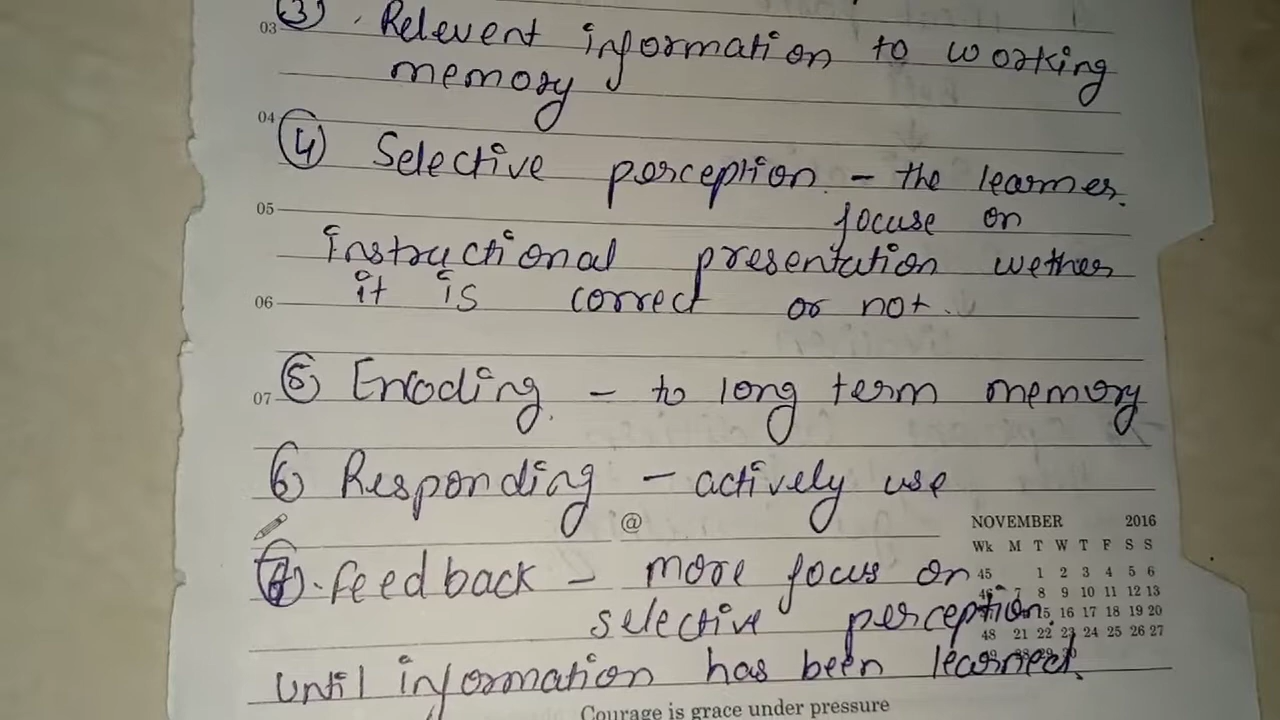 03 (3). Relevent information to working
memory
04
(4) Selective perception - the learner.
05 focuse on
instructional presentation wether
06 it is correct or not.
07 (5) Encoding. - to long term memory
(6) Responding - actively use
@
NOVEMBER 2016
Wk M T W T F S S
(7). feedback - more focus on
45 1 2 3 4 5 6
7 8 9 10 11 12 13
selective perception.
16 17 18 19 20
48 21 22 23 24 25 26 27
until information has been learned.
Courage is grace under pressure